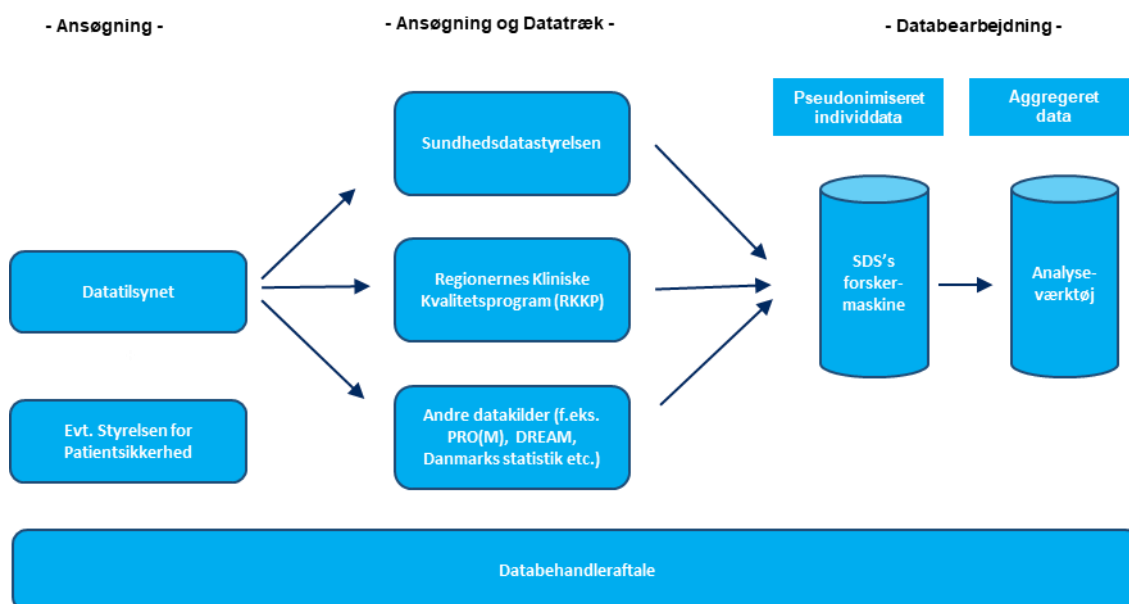 - Ansøgning -
- Ansøgning og Datatræk -
- Databearbejdning -
Pseudonimiseret
individdata
Aggregeret
data
Sundhedsdatastyrelsen
Datatilsynet
Regionernes Kliniske
Kvalitetsprogram (RKKP)
SDS's
forsker-
maskine
Analyse-
værktøj
Evt. Styrelsen for
Patientsikkerhed
Andre datakilder (f.eks.
PRO(M), DREAM,
Danmarks statistik etc.)
Databehandleraftale